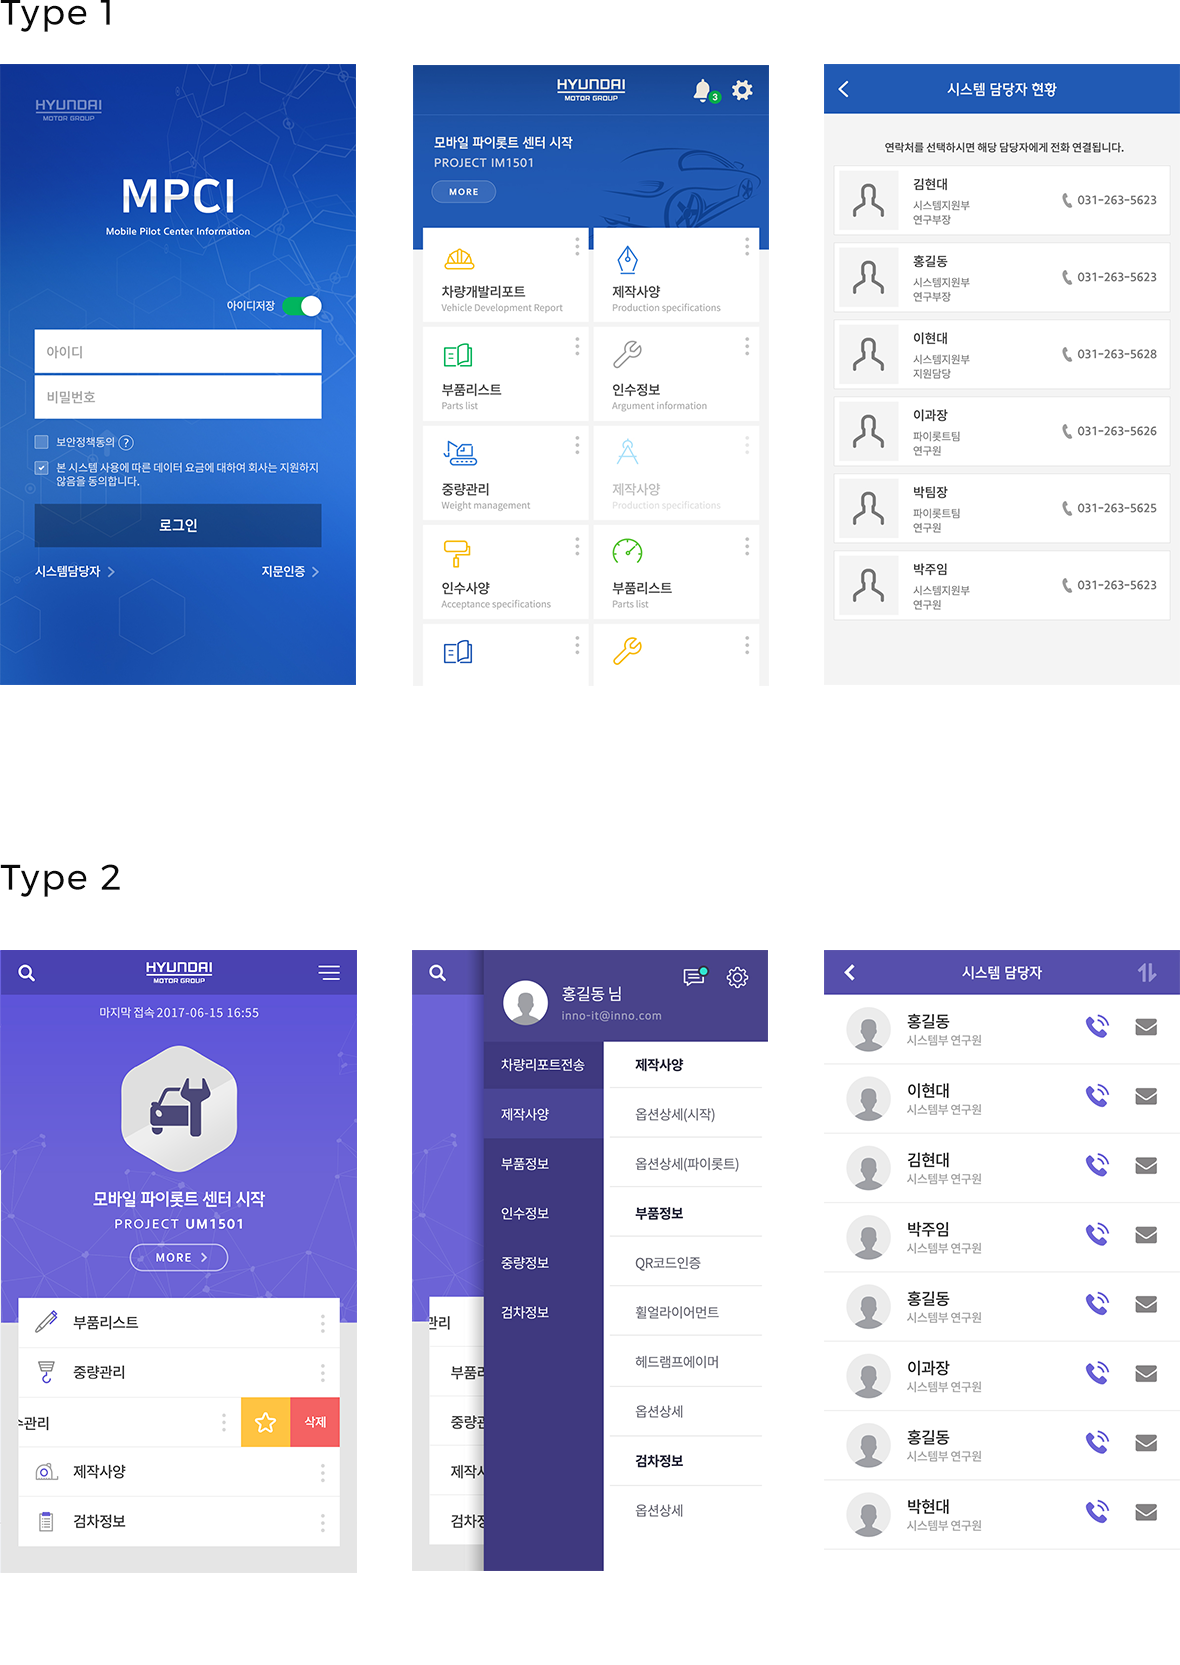 Type 1
HYUNDAI
MOTOR GROUP
MPCI
Mobile Pilot Center Information
아이디저장
아이디
비밀번호
보안정책동의 ?
본 시스템 사용에 따른 데이터 요금에 대하여 회사는 지원하지
않음을 동의합니다.
로그인
시스템담당자
지문인증
HYUNDAI
MOTOR GROUP
3
모바일 파이롯트 센터 시작
PROJECT IM1501
MORE
차량개발리포트
Vehicle Development Report
제작사양
Production specifications
부품리스트
Parts list
인수정보
Argument information
중량관리
Weight management
제작사양
Production specifications
인수사양
Acceptance specifications
부품리스트
Parts list
시스템 담당자 현황
연락처를 선택하시면 해당 담당자에게 전화 연결됩니다.
김현대
시스템지원부
연구부장
031-263-5623
홍길동
시스템지원부
연구부장
031-263-5623
이현대
시스템지원부
지원담당
031-263-5628
이과장
파이롯트팀
연구원
031-263-5626
박팀장
파이롯트팀
연구원
031-263-5625
박주임
시스템지원부
연구원
031-263-5623
Type 2
HYUNDAI
MOTOR GROUP
마지막 접속 2017-06-15 16:55
모바일 파이롯트 센터 시작
PROJECT UM1501
MORE
부품리스트
중량관리
수관리
삭제
제작사양
검차정보
관리
부품리
중량관
제작사
검차정
홍길동 님
inno-it@inno.com
차량리포트전송
제작사양
부품정보
인수정보
중량정보
검차정보
제작사양
옵션상세(시작)
옵션상세(파이롯트)
부품정보
QR코드인증
휠얼라이어먼트
헤드램프에이머
옵션상세
검차정보
옵션상세
시스템 담당자
홍길동
시스템부 연구원
이현대
시스템부 연구원
김현대
시스템부 연구원
박주임
시스템부 연구원
홍길동
시스템부 연구원
이과장
시스템부 연구원
홍길동
시스템부 연구원
박현대
시스템부 연구원